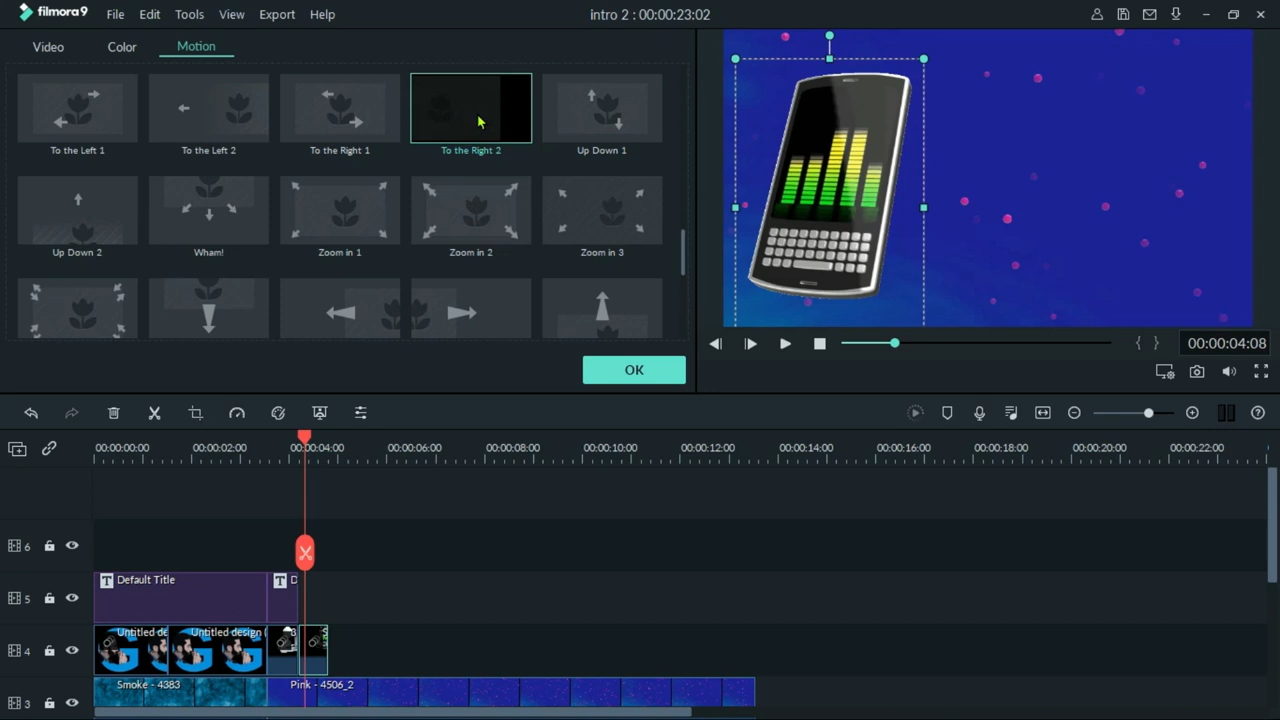 filmora9 File Edit Tools View Export Help intro 2 : 00:00:23:02
Video Color Motion
To the Left 1 To the Left 2 To the Right 1 To the Right 2 Up Down 1
Up Down 2 Wham! Zoom in 1 Zoom in 2 Zoom in 3
OK
{ } 00:00:04:08
00:00:00:00 00:00:02:00 00:00:04:00 00:00:06:00 00:00:08:00 00:00:10:00 00:00:12:00 00:00:14:00 00:00:16:00 00:00:18:00 00:00:20:00 00:00:22:00
6
5 T Default Title T D
4 Untitled de Untitled design (
3 Smoke - 4383 Pink - 4506_2